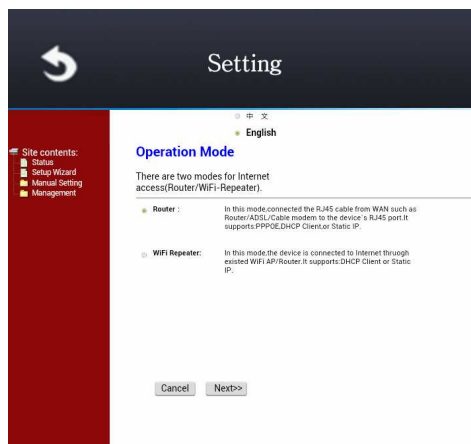 Setting
中 文
English
Site contents:
Status
Setup Wizard
Manual Setting
Management
Operation Mode
There are two modes for Internet
access(Router/WiFi-Repeater).
Router :
In this mode,connected the RJ45 cable from WAN such as
Router/ADSL/Cable modem to the device`s RJ45 port.It
supports:PPPOE,DHCP Client,or Static IP.
WiFi Repeater:
In this mode,the device is connected to Internet thruogh
existed WiFi AP/Router.It supports:DHCP Client or Static
IP.
Cancel
Next>>